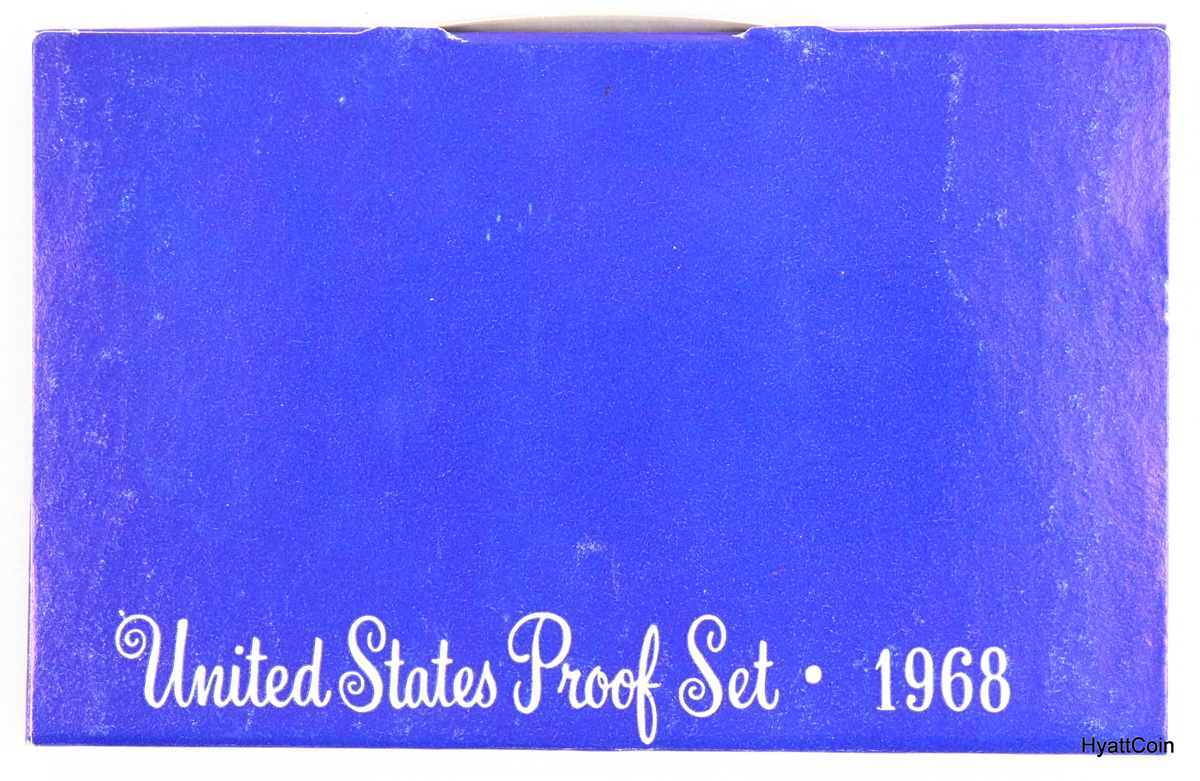 United States Proof Set • 1968
HyattCoin